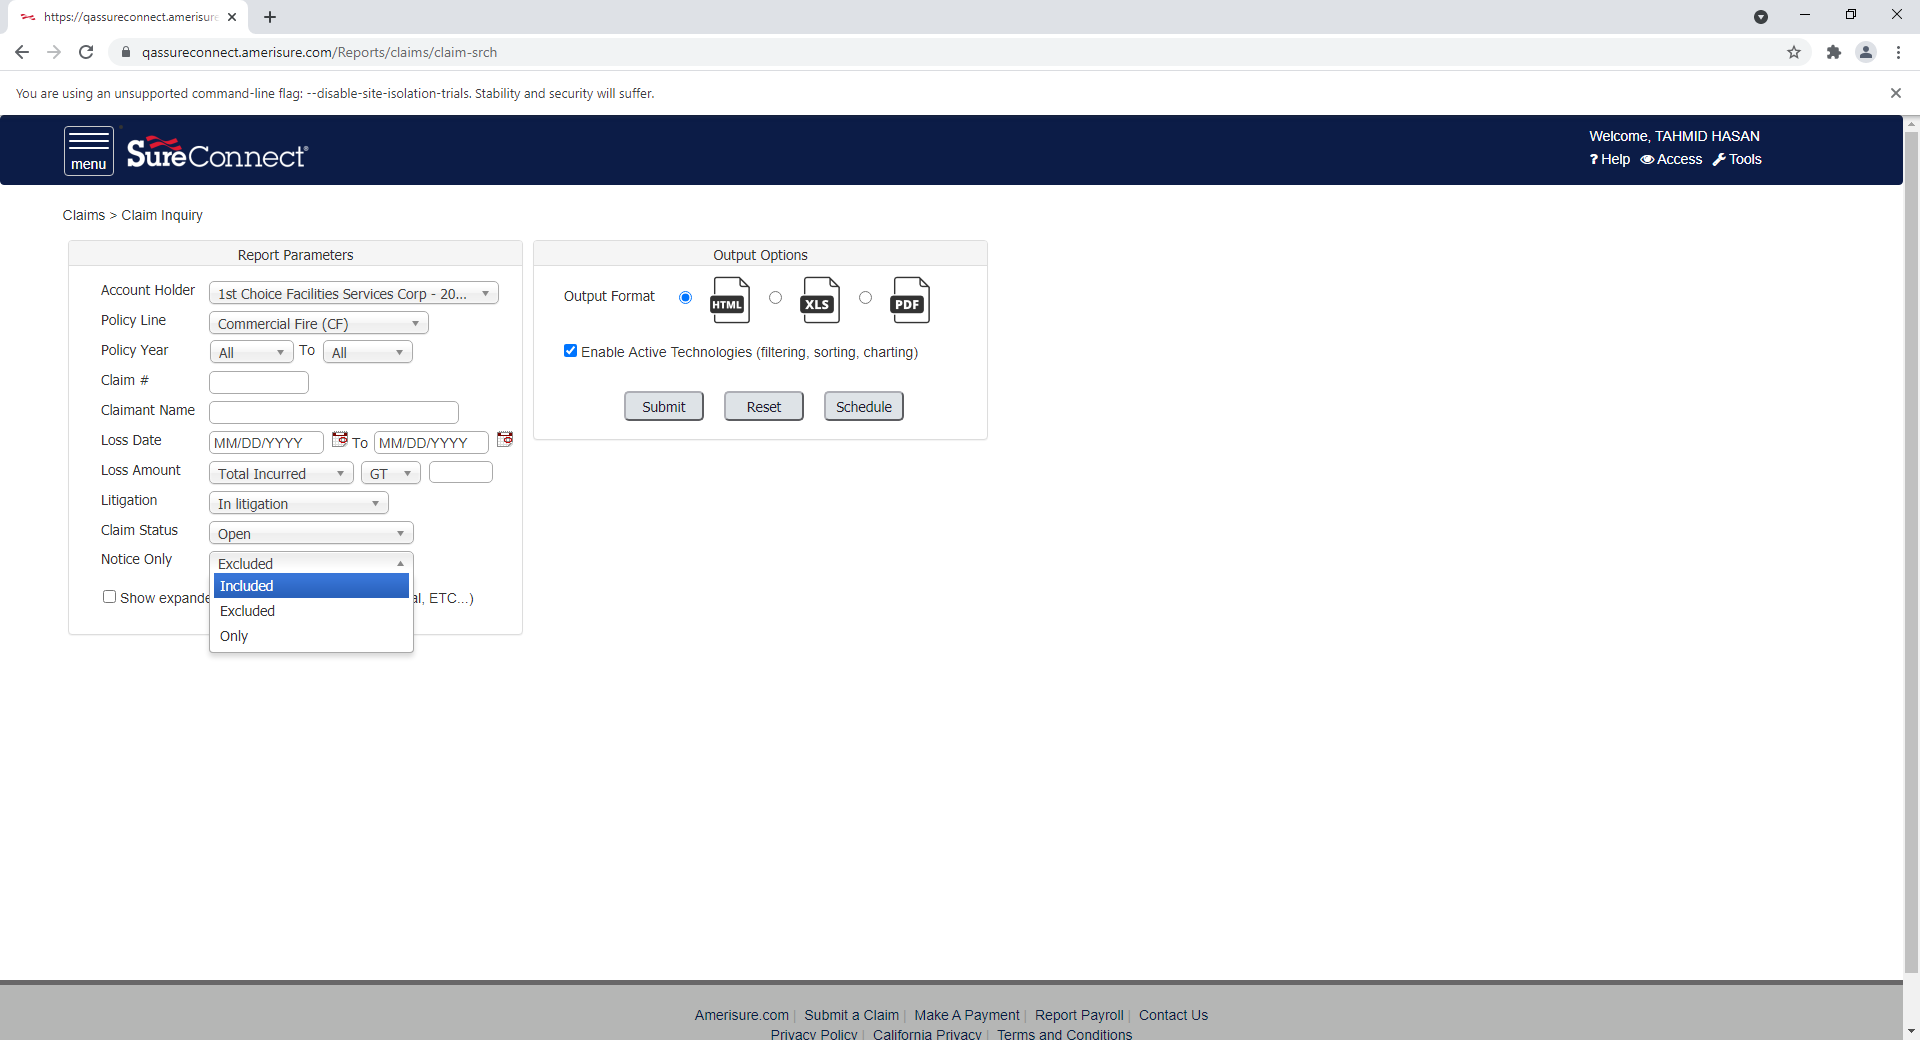 https://qassureconnect.amerisure
qassureconnect.amerisure.com/Reports/claims/claim-srch
You are using an unsupported command-line flag: --disable-site-isolation-trials. Stability and security will suffer.
menu
SureConnect®
Welcome, TAHMID HASAN
? Help Access Tools
Claims > Claim Inquiry
Report Parameters
Account Holder 1st Choice Facilities Services Corp - 20...
Policy Line Commercial Fire (CF)
Policy Year All To All
Claim #
Claimant Name
Loss Date MM/DD/YYYY To MM/DD/YYYY
Loss Amount Total Incurred GT
Litigation In litigation
Claim Status Open
Notice Only Excluded
Included
Excluded
Only
Show expande al, ETC...)
Output Options
Output Format HTML XLS PDF
Enable Active Technologies (filtering, sorting, charting)
Submit Reset Schedule
Amerisure.com | Submit a Claim | Make A Payment | Report Payroll | Contact Us
Privacy Policy | California Privacy | Terms and Conditions